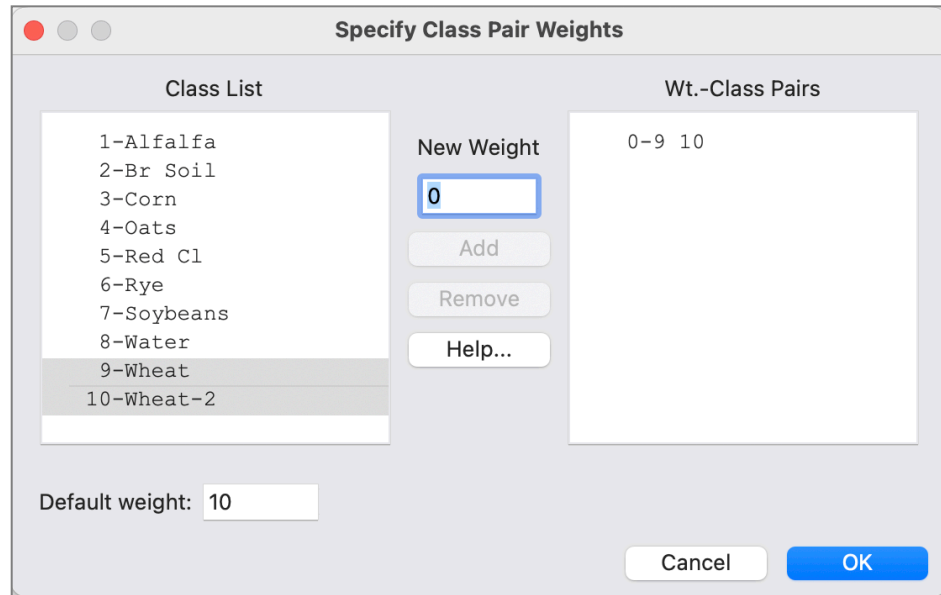 Specify Class Pair Weights
Class List
1-Alfalfa
2-Br Soil
3-Corn
4-Oats
5-Red Cl
6-Rye
7-Soybeans
8-Water
9-Wheat
10-Wheat-2
New Weight
0
Add
Remove
Help...
Wt.-Class Pairs
0-9 10
Default weight: 10
Cancel
OK